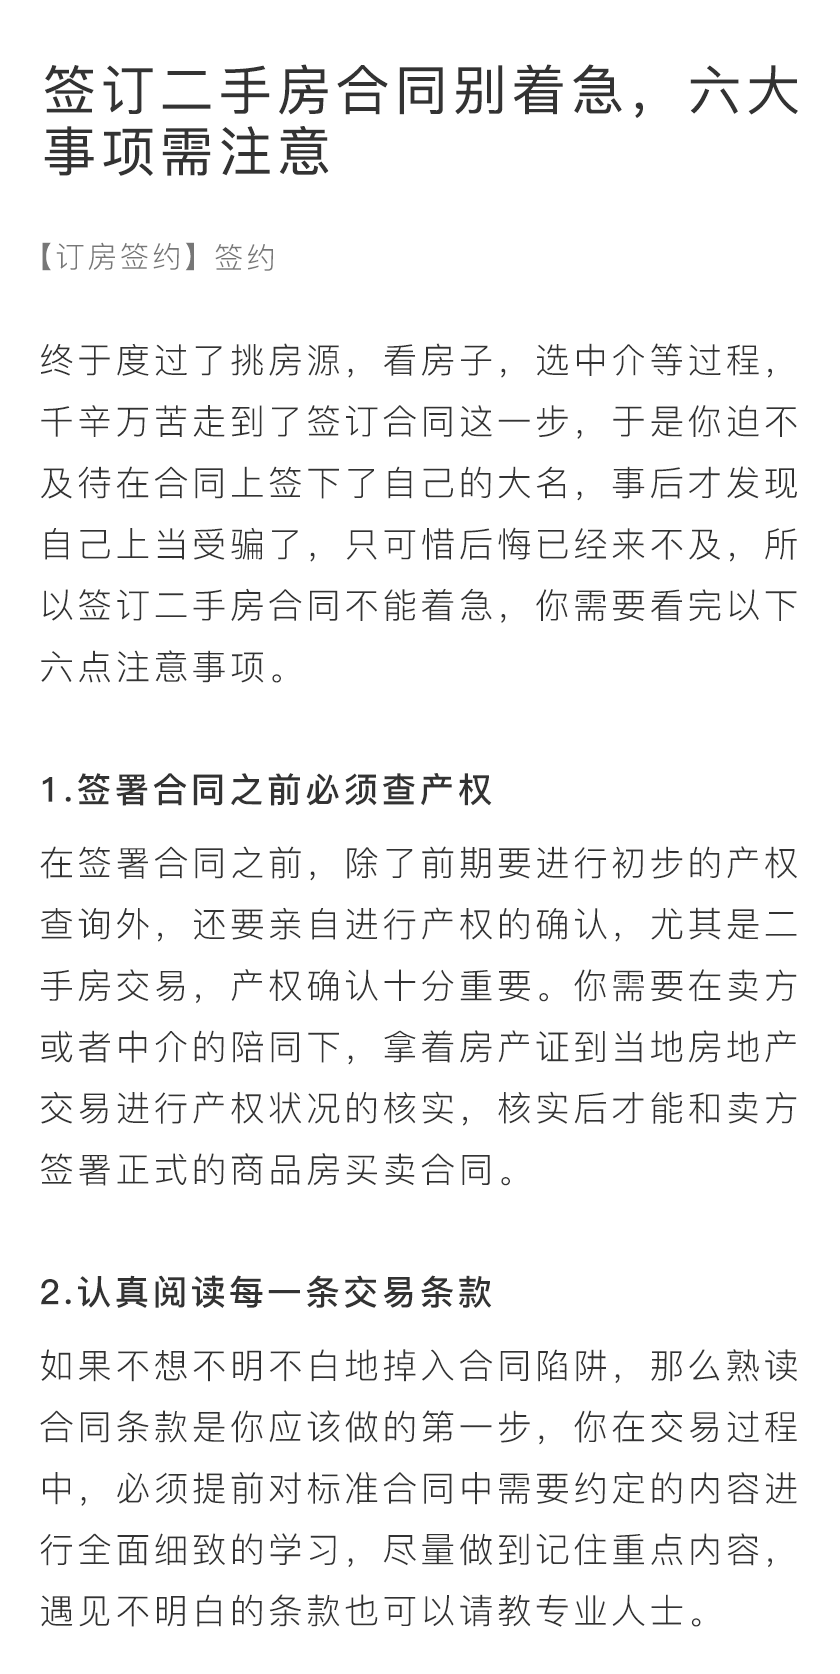 签订二手房合同别着急，六大
事项需注意
【订房签约】签约
终于度过了挑房源，看房子，选中介等过程，
千辛万苦走到了签订合同这一步，于是你迫不
及待在合同上签下了自己的大名，事后才发现
自己上当受骗了，只可惜后悔已经来不及，所
以签订二手房合同不能着急，你需要看完以下
六点注意事项。
1.签署合同之前必须查产权
在签署合同之前，除了前期要进行初步的产权
查询外，还要亲自进行产权的确认，尤其是二
手房交易，产权确认十分重要。你需要在卖方
或者中介的陪同下，拿着房产证到当地房地产
交易进行产权状况的核实，核实后才能和卖方
签署正式的商品房买卖合同。
2.认真阅读每一条交易条款
如果不想不明不白地掉入合同陷阱，那么熟读
合同条款是你应该做的第一步，你在交易过程
中，必须提前对标准合同中需要约定的内容进
行全面细致的学习，尽量做到记住重点内容，
遇见不明白的条款也可以请教专业人士。